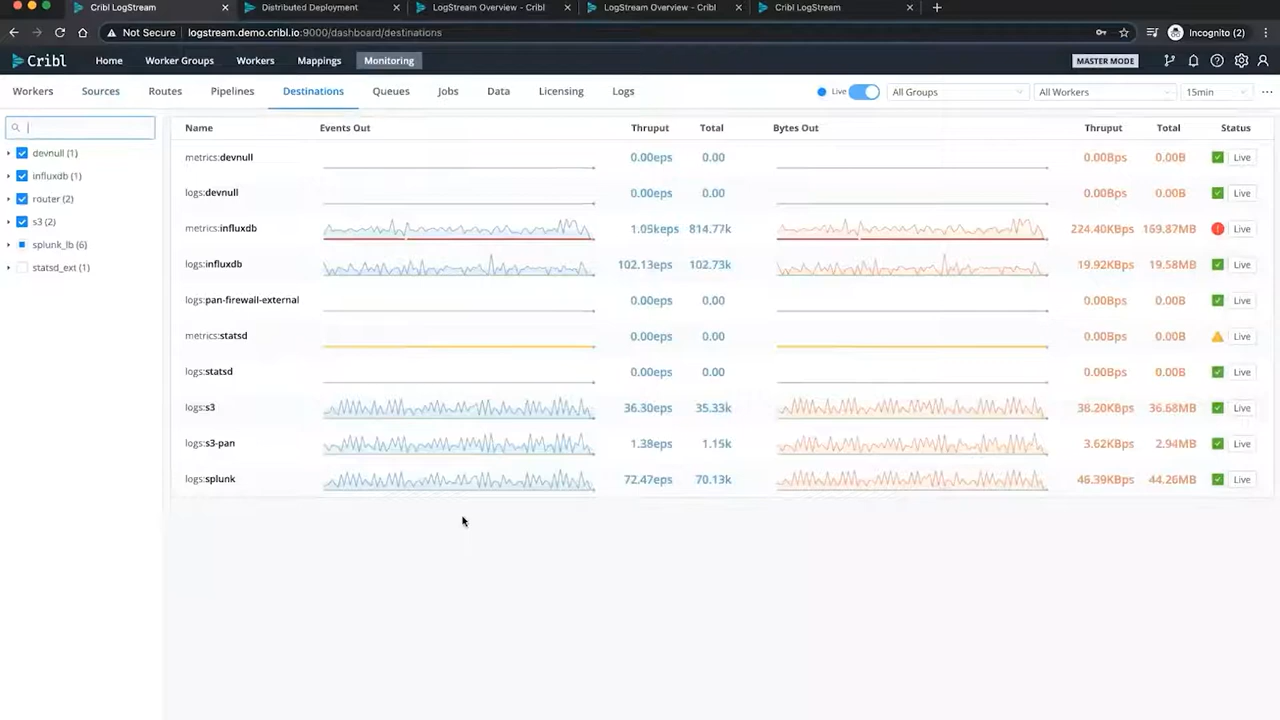 Cribl LogStream
Distributed Deployment
LogStream Overview - Cribl
LogStream Overview - Cribl
Cribl LogStream
Not Secure logstream.demo.cribl.io:9000/dashboard/destinations
Incognito (2)
Cribl Home Worker Groups Workers Mappings Monitoring MASTER MODE
Workers Sources Routes Pipelines Destinations Queues Jobs Data Licensing Logs Live All Groups All Workers 15min
devnull (1)
influxdb (1)
router (2)
s3 (2)
splunk_lb (6)
statsd_ext (1)
Name Events Out Thruput Total Bytes Out Thruput Total Status
metrics:devnull 0.00eps 0.00 0.00Bps 0.00B Live
logs:devnull 0.00eps 0.00 0.00Bps 0.00B Live
metrics:influxdb 1.05keps 814.77k 224.40KBps 169.87MB Live
logs:influxdb 102.13eps 102.73k 19.92KBps 19.58MB Live
logs:pan-firewall-external 0.00eps 0.00 0.00Bps 0.00B Live
metrics:statsd 0.00eps 0.00 0.00Bps 0.00B Live
logs:statsd 0.00eps 0.00 0.00Bps 0.00B Live
logs:s3 36.30eps 35.33k 38.20KBps 36.68MB Live
logs:s3-pan 1.38eps 1.15k 3.62KBps 2.94MB Live
logs:splunk 72.47eps 70.13k 46.39KBps 44.26MB Live